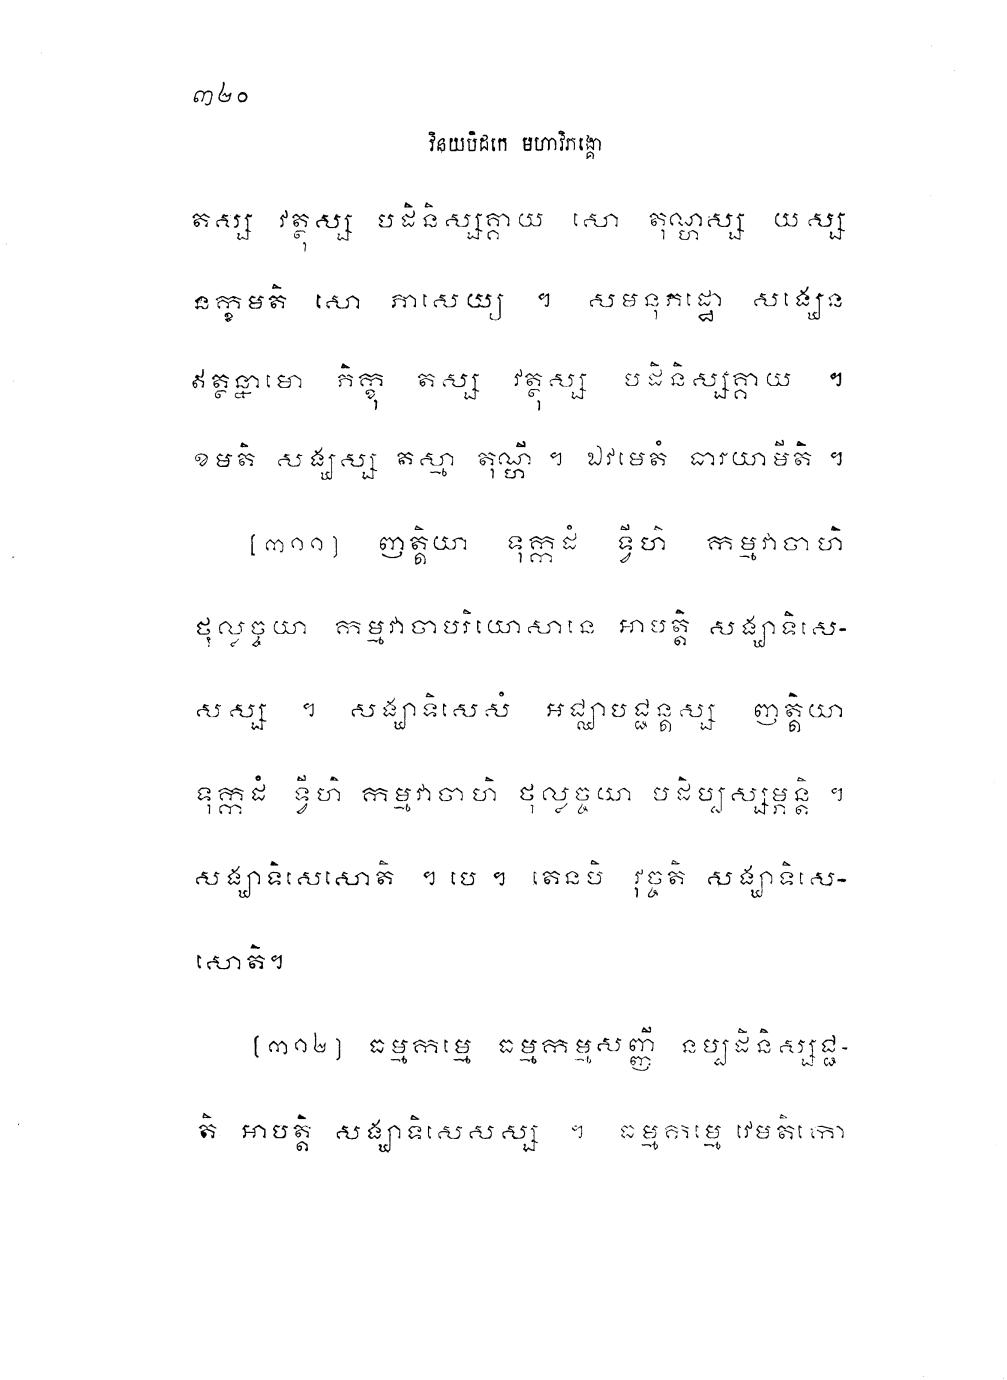 ៣២០
វិនយបិដកេ មហាវិភង្គោ
តស្ស វត្ថុស្ស បដិនិស្សគ្គាយ សោ តុណ្ហស្ស យស្ស
នក្ខមតិ សោ ភាសេយ្យ ។ សមនុភដ្ឋោ សង្ឃេន
ឥត្ថន្នាមោ ភិក្ខុ តស្ស វត្ថុស្ស បដិនិស្សគ្គាយ ។
ខមតិ សង្ឃស្ស តស្មា តុណ្ហី ។ ឯវមេតំ ធារយាមីតិ ។
[៣១១] ញត្តិយា ទុក្កដំ ទ្វីហិ កម្មវាចាហិ
ថុល្លច្ចយា កម្មវាចាបរិយោសានេ អាបត្តិ សង្ឃាទិសេ-
សស្ស ។ សង្ឃាទិសេសំ អជ្ឈាបជ្ជន្តស្ស ញត្តិយា
ទុក្កដំ ទ្វីហិ កម្មវាចាហិ ថុល្លច្ចយា បដិប្បស្សម្ភន្តិ ។
សង្ឃាទិសេសោតិ ។ បេ ។ តេនបិ វុច្ចតិ សង្ឃាទិសេ-
សោតិ។
[៣១២] ធម្មកម្មេ ធម្មកម្មសញ្ញី នប្បដិនិស្សជ្ជ-
តិ អាបត្តិ សង្ឃាទិសេសស្ស ។ ធម្មកម្មេ វេមតិកោ